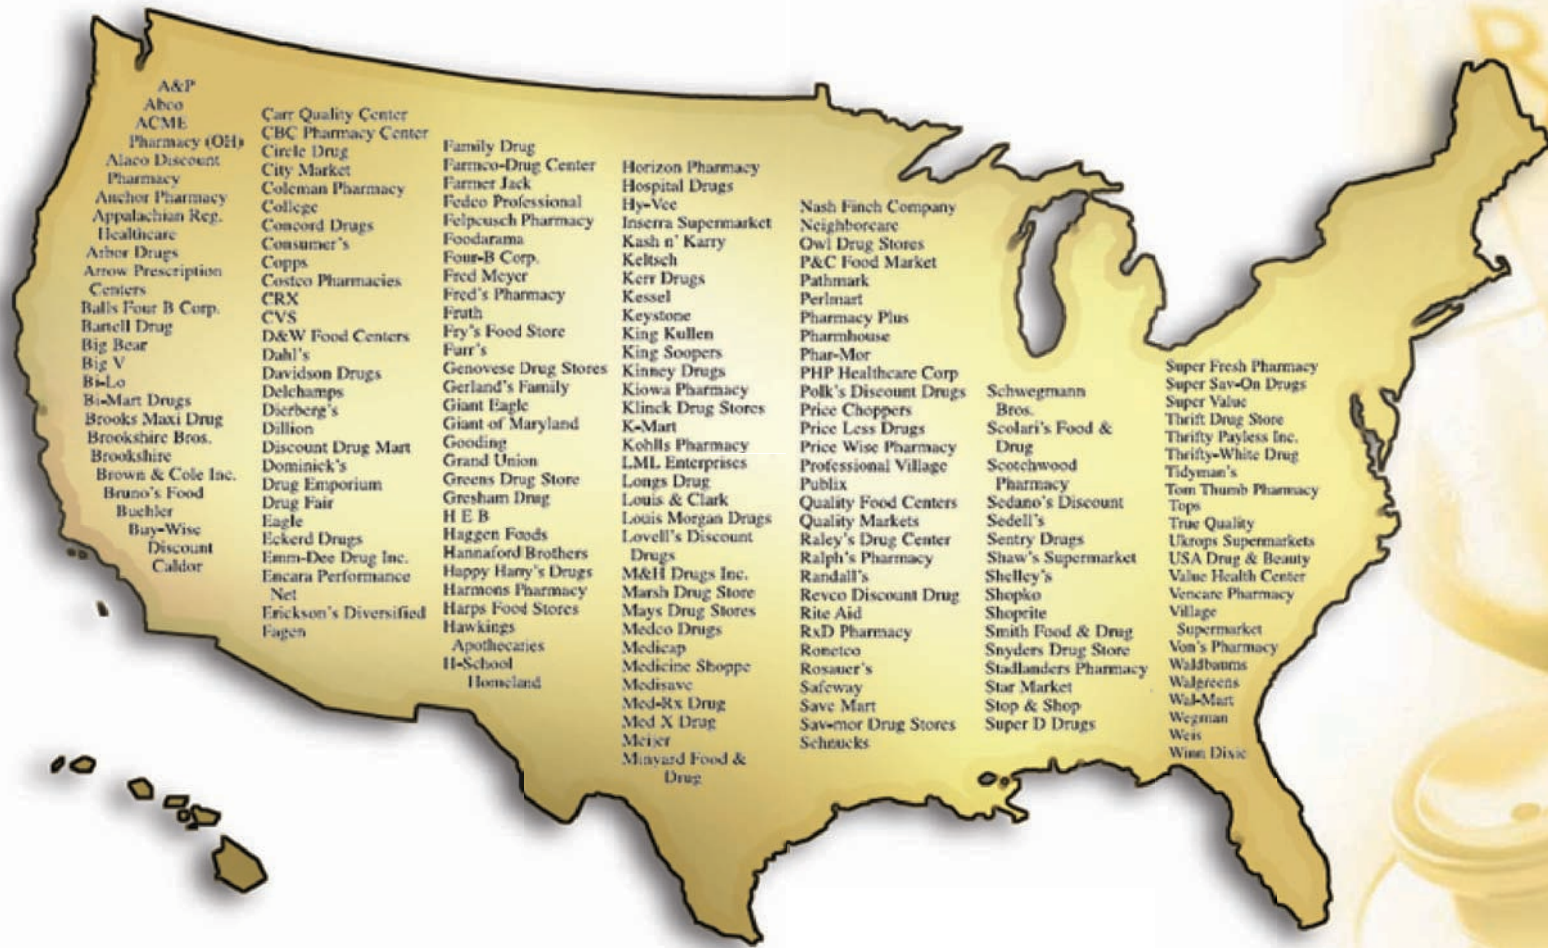 A&P
Abco
ACME
Pharmacy (OH)
Alaco Discount
Pharmacy
Anchor Pharmacy
Appalachian Reg.
Healthcare
Arbor Drugs
Arrow Prescription
Centers
Balls Four B Corp.
Bartell Drug
Big Bear
Big V
Bi-Lo
Bi-Mart Drugs
Brooks Maxi Drug
Brookshire Bros.
Brookshire
Brown & Cole Inc.
Bruno's Food
Buehler
Buy-Wise
Discount
Caldor
Carr Quality Center
CBC Pharmacy Center
Circle Drug
City Market
Coleman Pharmacy
College
Concord Drugs
Consumer's
Copps
Costco Pharmacies
CRX
CVS
D&W Food Centers
Dahl's
Davidson Drugs
Delchamps
Dierberg's
Dillion
Discount Drug Mart
Dominick's
Drug Emporium
Drug Fair
Eagle
Eckerd Drugs
Emm-Dee Drug Inc.
Encara Performance
Net
Erickson's Diversified
Fagen
Family Drug
Farmco-Drug Center
Farmer Jack
Fedco Professional
Felpeusch Pharmacy
Foodarama
Four-B Corp.
Fred Meyer
Fred's Pharmacy
Fruth
Fry's Food Store
Furr's
Genovese Drug Stores
Gerland's Family
Giant Eagle
Giant of Maryland
Gooding
Grand Union
Greens Drug Store
Gresham Drug
H E B
Haggen Foods
Hannaford Brothers
Happy Harry's Drugs
Harmons Pharmacy
Harps Food Stores
Hawkings
Apothecaries
H-School
Homeland
Horizon Pharmacy
Hospital Drugs
Hy-Vee
Inserra Supermarket
Kash n' Karry
Keltsch
Kerr Drugs
Kessel
Keystone
King Kullen
King Soopers
Kinney Drugs
Kiowa Pharmacy
Klinck Drug Stores
K-Mart
Kohlls Pharmacy
LML Enterprises
Longs Drug
Louis & Clark
Louis Morgan Drugs
Lovell's Discount
Drugs
M&H Drugs Inc.
Marsh Drug Store
Mays Drug Stores
Medco Drugs
Medicap
Medicine Shoppe
Medisave
Med-Rx Drug
Med X Drug
Meijer
Minyard Food &
Drug
Nash Finch Company
Neighborcare
Owl Drug Stores
P&C Food Market
Pathmark
Perlmart
Pharmacy Plus
Pharmhouse
Phar-Mor
PHP Healthcare Corp
Polk's Discount Drugs
Price Choppers
Price Less Drugs
Price Wise Pharmacy
Professional Village
Publix
Quality Food Centers
Quality Markets
Raley's Drug Center
Ralph's Pharmacy
Randall's
Revco Discount Drug
Rite Aid
RxD Pharmacy
Ronetco
Rosauer's
Safeway
Save Mart
Sav-mor Drug Stores
Schnucks
Schwegmann
Bros.
Scolari's Food &
Drug
Scotchwood
Pharmacy
Sedano's Discount
Sedell's
Sentry Drugs
Shaw's Supermarket
Shelley's
Shopko
Shoprite
Smith Food & Drug
Snyders Drug Store
Stadlanders Pharmacy
Star Market
Stop & Shop
Super D Drugs
Super Fresh Pharmacy
Super Sav-On Drugs
Super Value
Thrift Drug Store
Thrifty Payless Inc.
Thrifty-White Drug
Tidyman's
Tom Thumb Pharmacy
Tops
True Quality
Ukrops Supermarkets
USA Drug & Beauty
Value Health Center
Vencare Pharmacy
Village
Supermarket
Von's Pharmacy
Waldbaums
Walgreens
Wal-Mart
Wegman
Weis
Winn Dixie